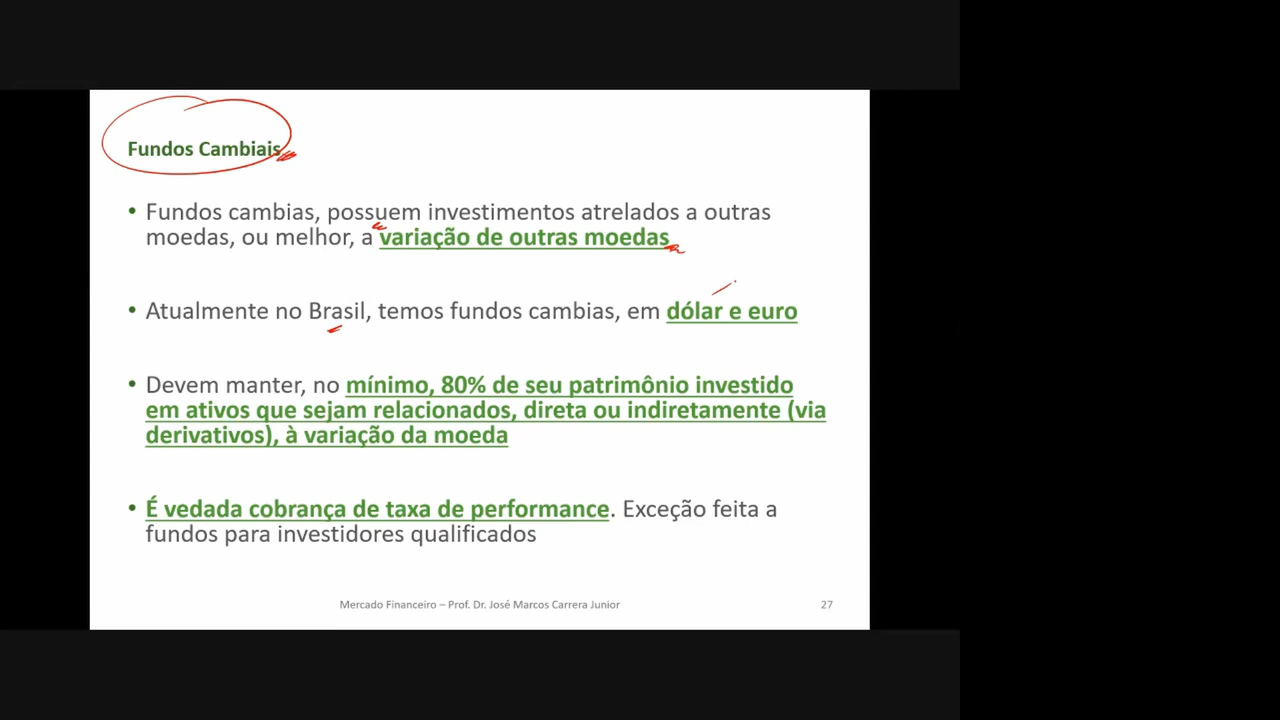 Fundos Cambiais
• Fundos cambias, possuem investimentos atrelados a outras
moedas, ou melhor, a variação de outras moedas
• Atualmente no Brasil, temos fundos cambias, em dólar e euro
• Devem manter, no mínimo, 80% de seu patrimônio investido
em ativos que sejam relacionados, direta ou indiretamente (via
derivativos), à variação da moeda
• É vedada cobrança de taxa de performance. Exceção feita a
fundos para investidores qualificados
Mercado Financeiro – Prof. Dr. José Marcos Carrera Junior
27